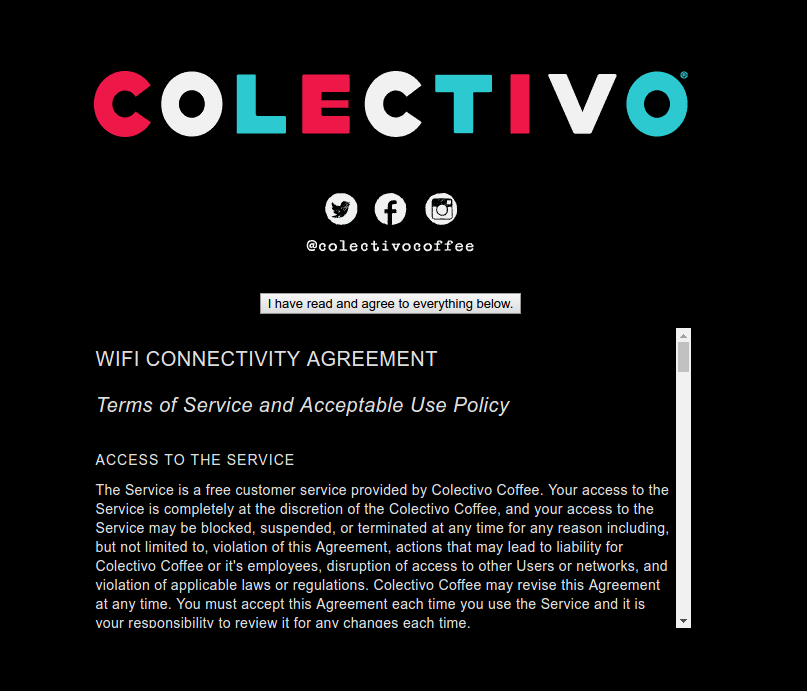 COLECTIVO®
@colectivocoffee
I have read and agree to everything below.
WIFI CONNECTIVITY AGREEMENT
Terms of Service and Acceptable Use Policy
ACCESS TO THE SERVICE
The Service is a free customer service provided by Colectivo Coffee. Your access to the
Service is completely at the discretion of the Colectivo Coffee, and your access to the
Service may be blocked, suspended, or terminated at any time for any reason including,
but not limited to, violation of this Agreement, actions that may lead to liability for
Colectivo Coffee or it's employees, disruption of access to other Users or networks, and
violation of applicable laws or regulations. Colectivo Coffee may revise this Agreement
at any time. You must accept this Agreement each time you use the Service and it is
your responsibility to review it for any changes each time.